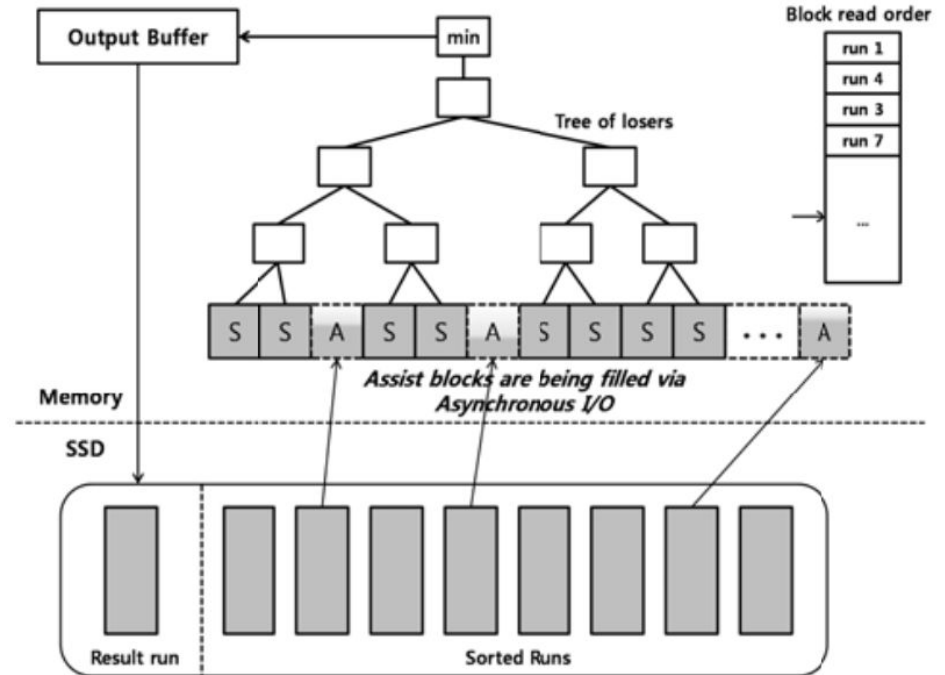 Block read order
Output Buffer
min
run 1
run 4
run 3
run 7
...
Tree of losers
S S A S S A S S S S ... A
Assist blocks are being filled via
Asynchronous I/O
Memory
SSD
Result run
Sorted Runs